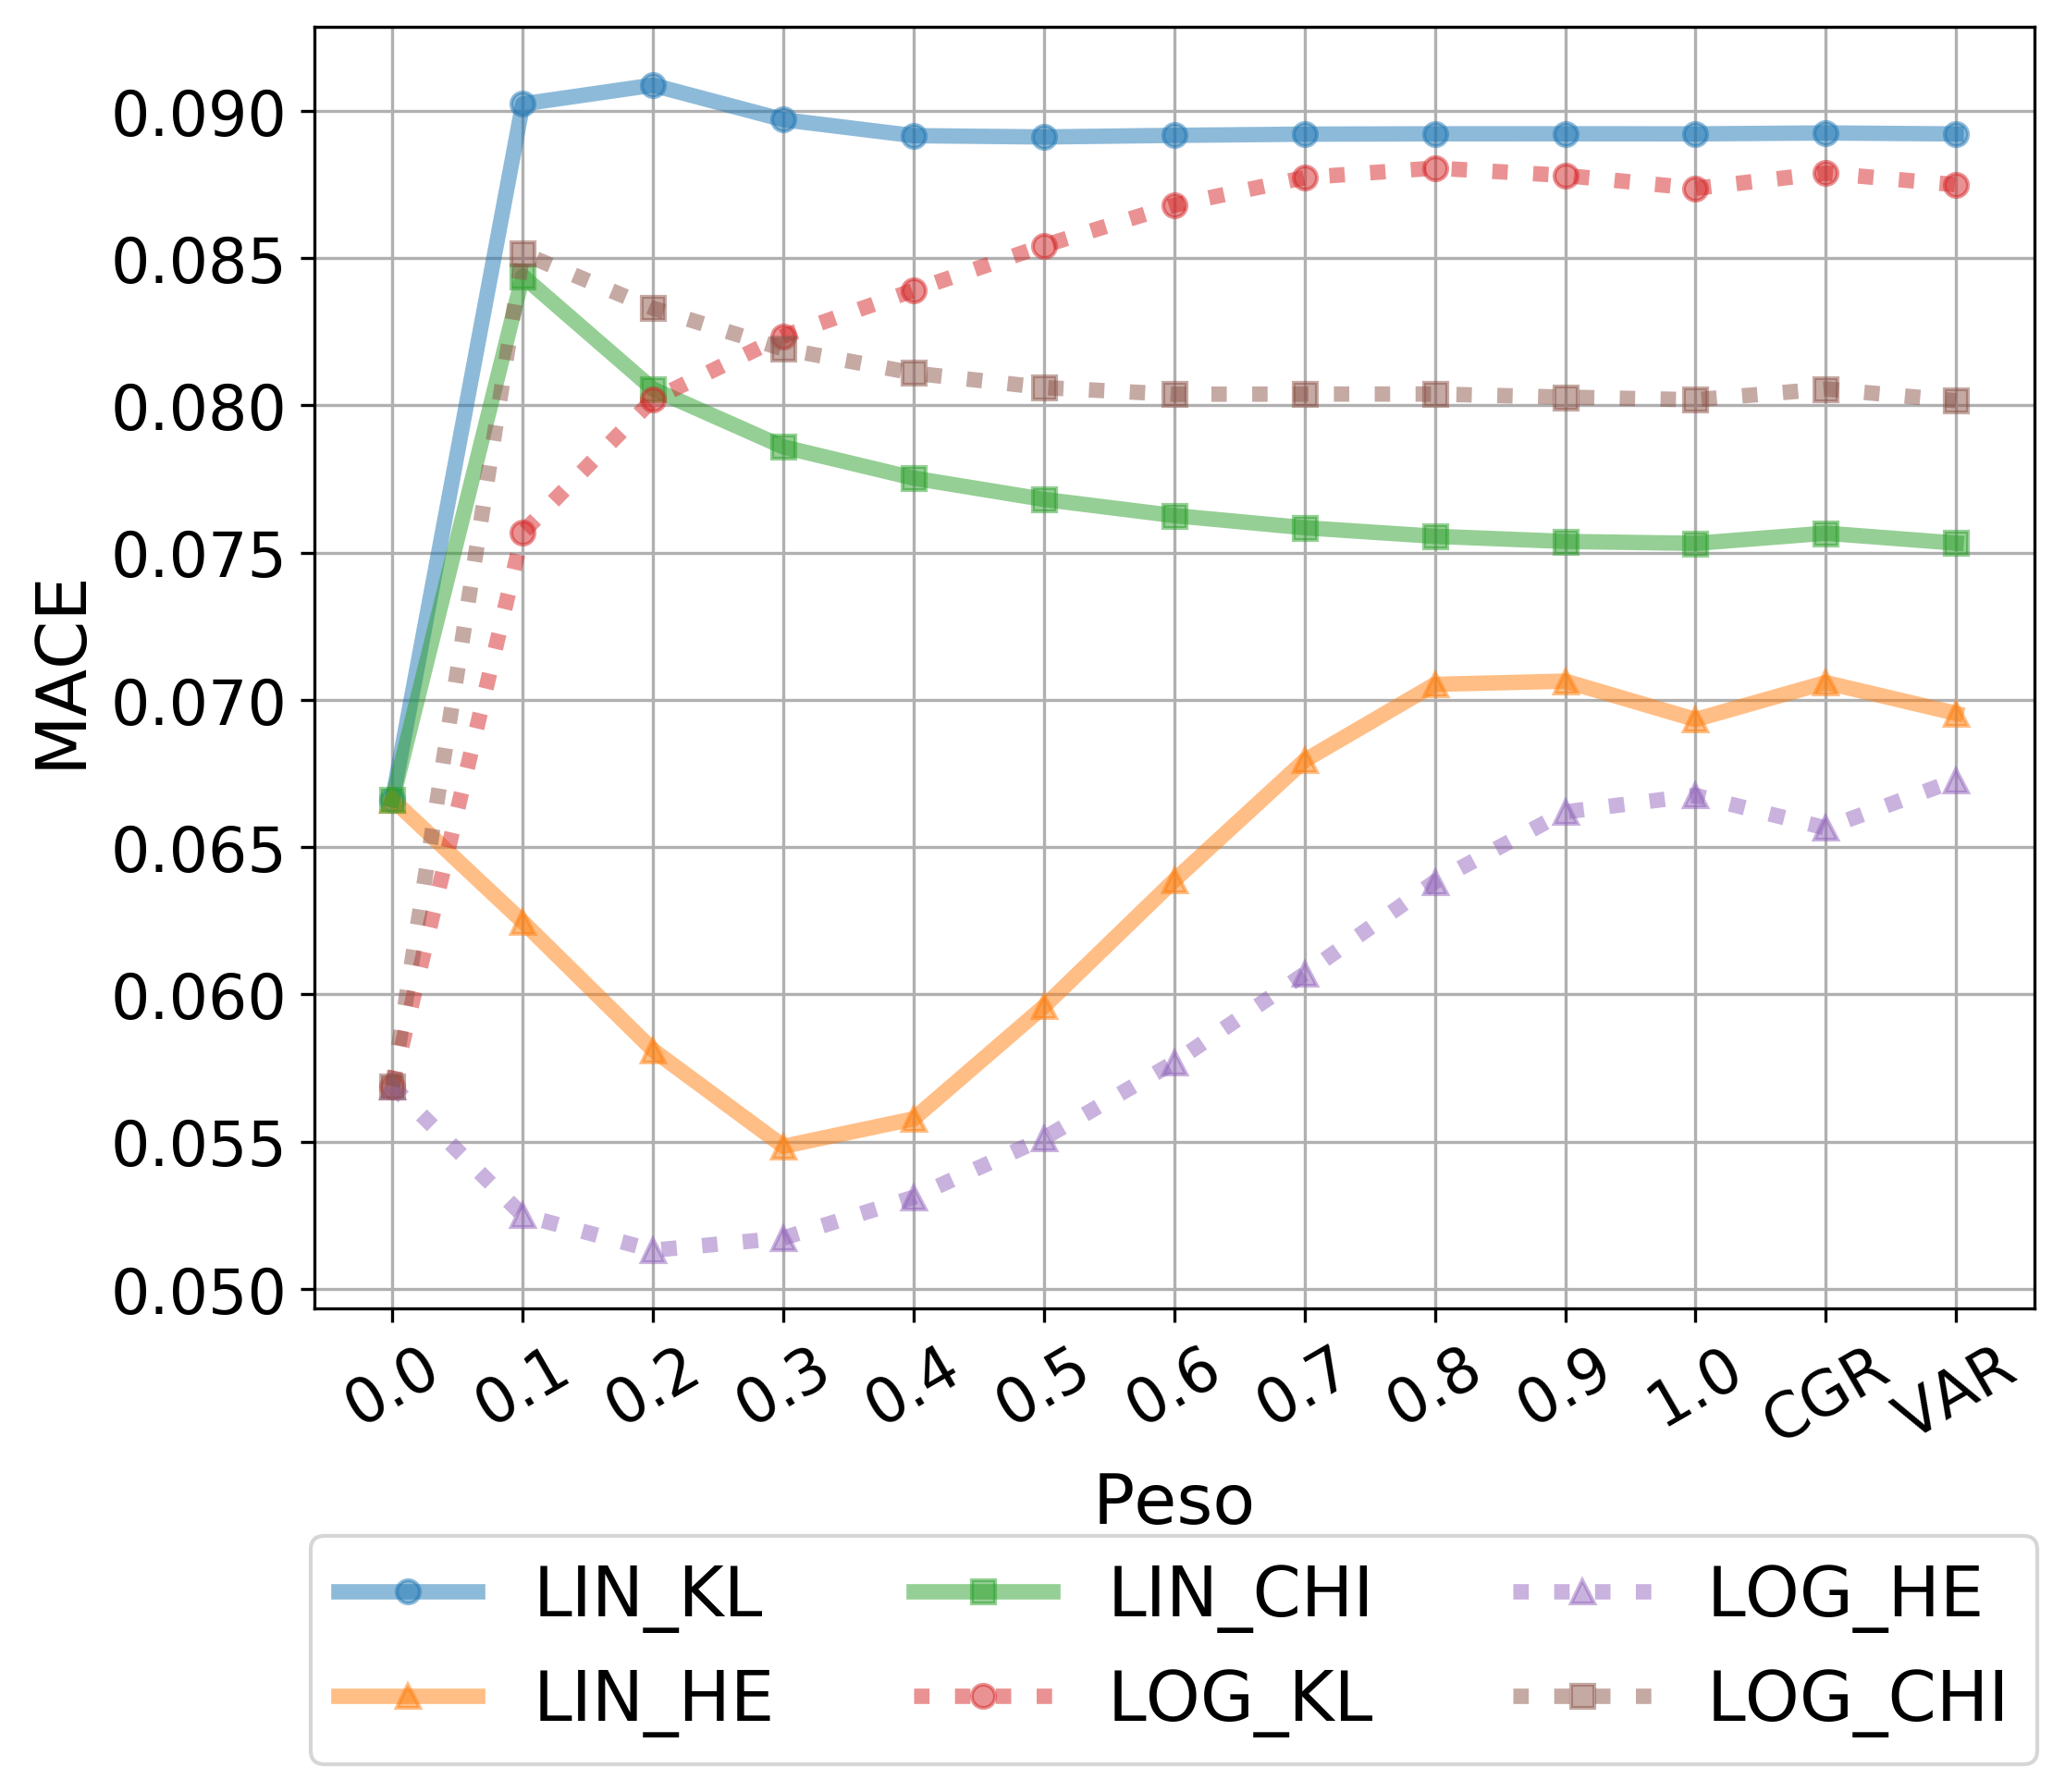 MACE
0.090
0.085
0.080
0.075
0.070
0.065
0.060
0.055
0.050
0.0 0.1 0.2 0.3 0.4 0.5 0.6 0.7 0.8 0.9 1.0 CGR VAR
Peso
LIN_KL LIN_CHI LOG_HE
LIN_HE LOG_KL LOG_CHI